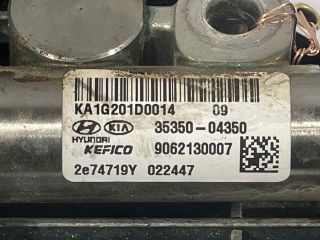 KA1G201D0014 09
KIA 35350-04350
HYUNDAI
KEFICO 9062130007
2e74719Y 022447